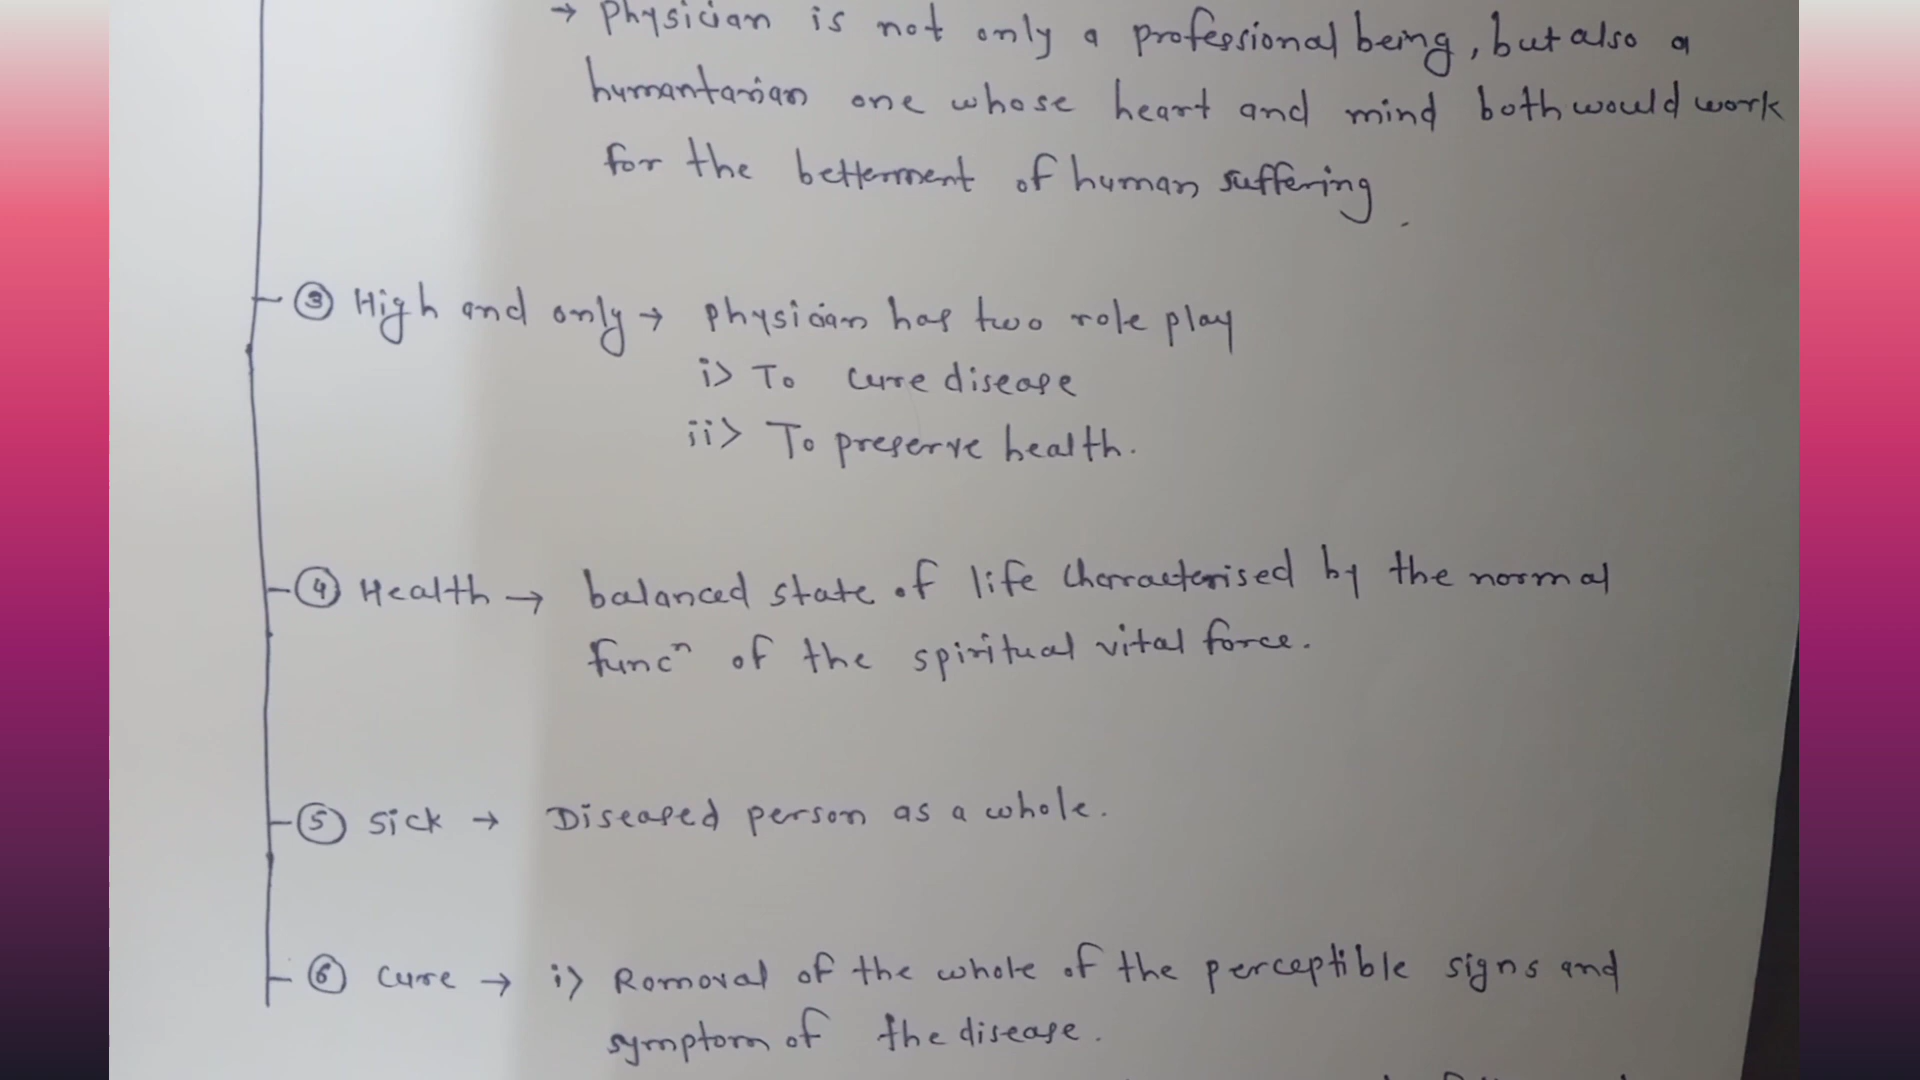 → Physician is not only a professional being, but also a
humantarian one whose heart and mind both would work
for the betterment of human suffering.
③ High and only → Physician has two role play
i> To cure disease
ii> To preserve health.
④ Health → balanced state of life characterised by the normal
funcⁿ of the spiritual vital force.
⑤ Sick → Diseased person as a whole.
⑥ Cure → i) Romoval of the whole of the perceptible signs and
symptom of the disease.